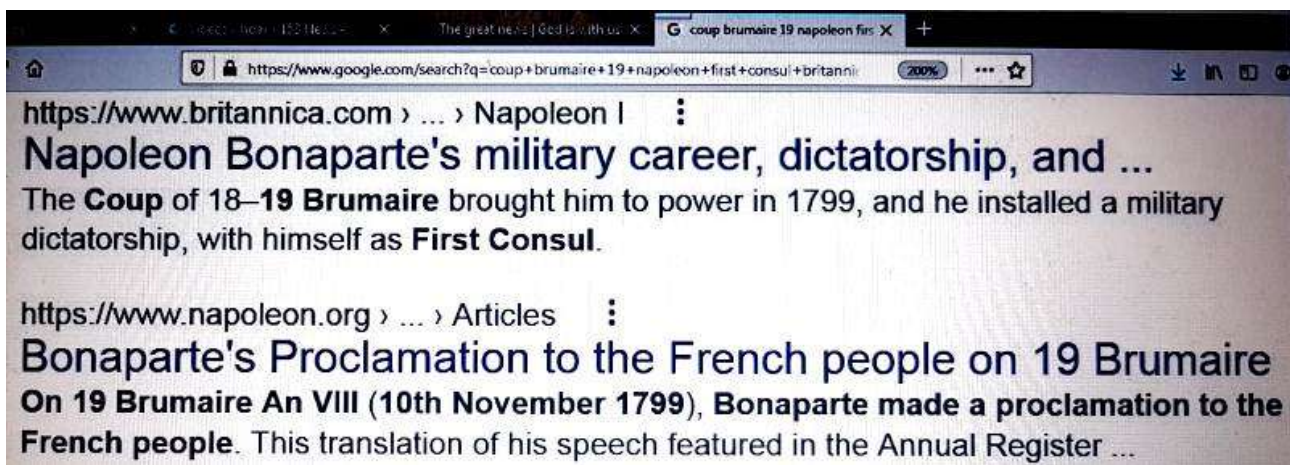 The great news | God is with us
G coup brumaire 19 napoleon firs
https://www.google.com/search?q=coup+brumaire+19+napoleon+first+consul+britanni
200%
https://www.britannica.com › ... › Napoleon I
Napoleon Bonaparte's military career, dictatorship, and ...
The Coup of 18–19 Brumaire brought him to power in 1799, and he installed a military
dictatorship, with himself as First Consul.
https://www.napoleon.org › ... › Articles
Bonaparte's Proclamation to the French people on 19 Brumaire
On 19 Brumaire An VIII (10th November 1799), Bonaparte made a proclamation to the
French people. This translation of his speech featured in the Annual Register ...